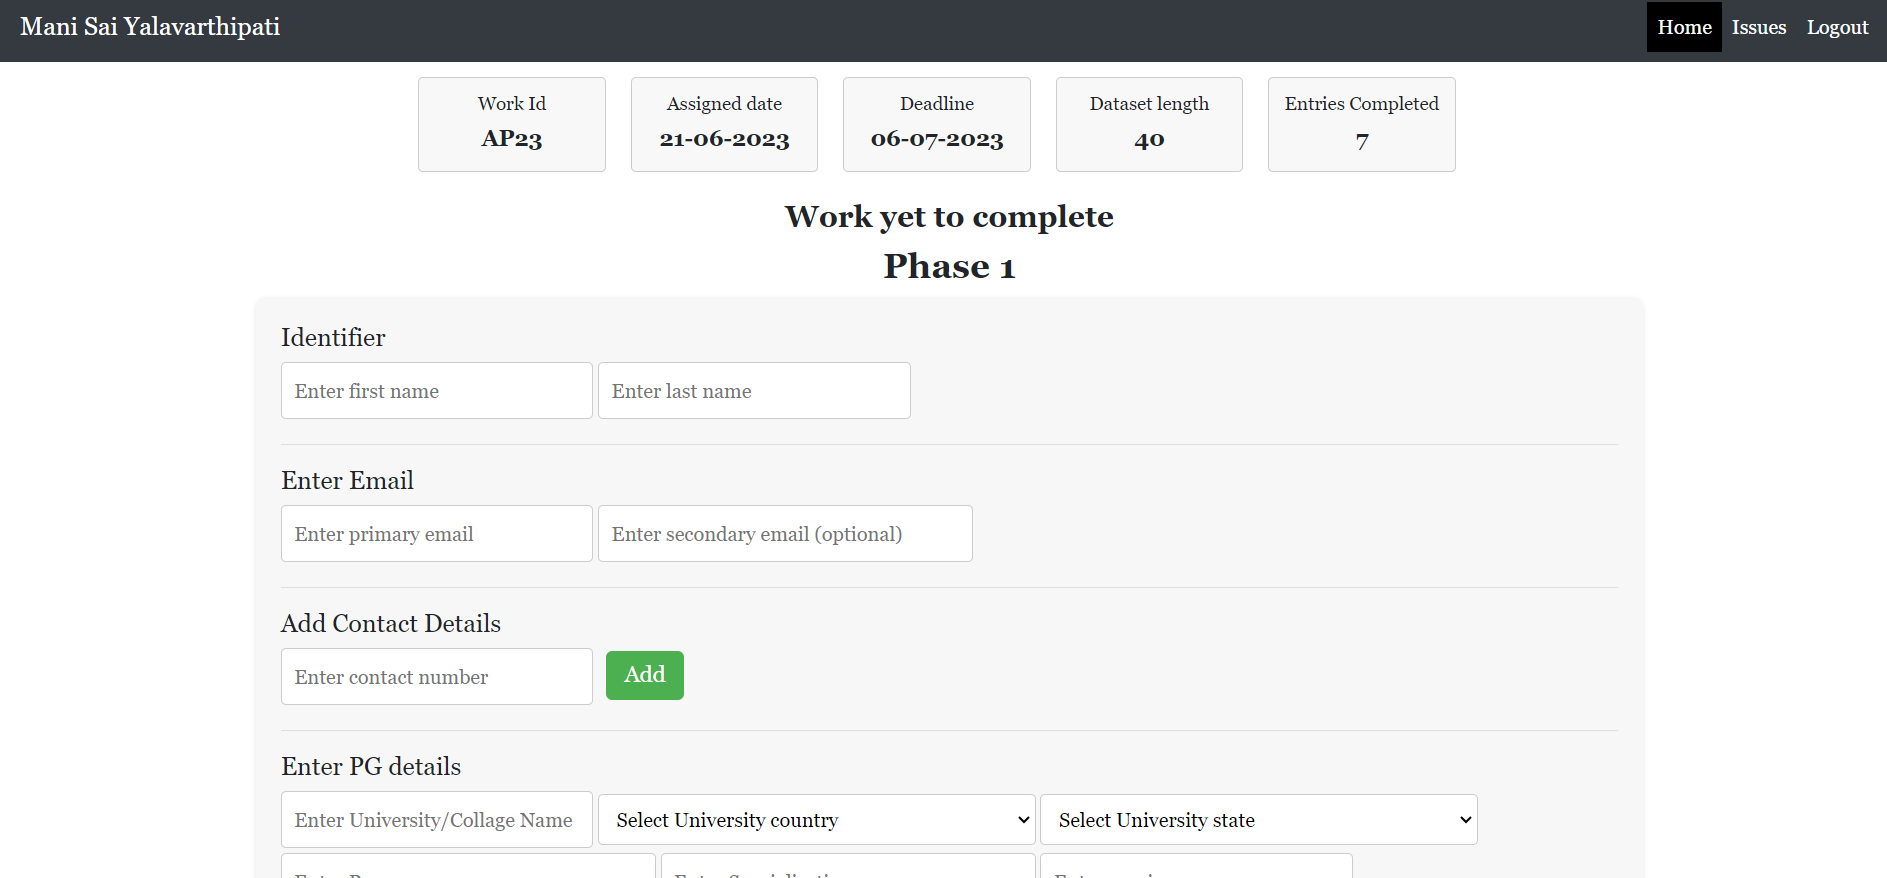 Mani Sai Yalavarthipati
Home Issues Logout
Work Id
AP23
Assigned date
21-06-2023
Deadline
06-07-2023
Dataset length
40
Entries Completed
7
Work yet to complete
Phase 1
Identifier
Enter first name
Enter last name
Enter Email
Enter primary email
Enter secondary email (optional)
Add Contact Details
Enter contact number
Add
Enter PG details
Enter University/Collage Name
Select University country
Select University state